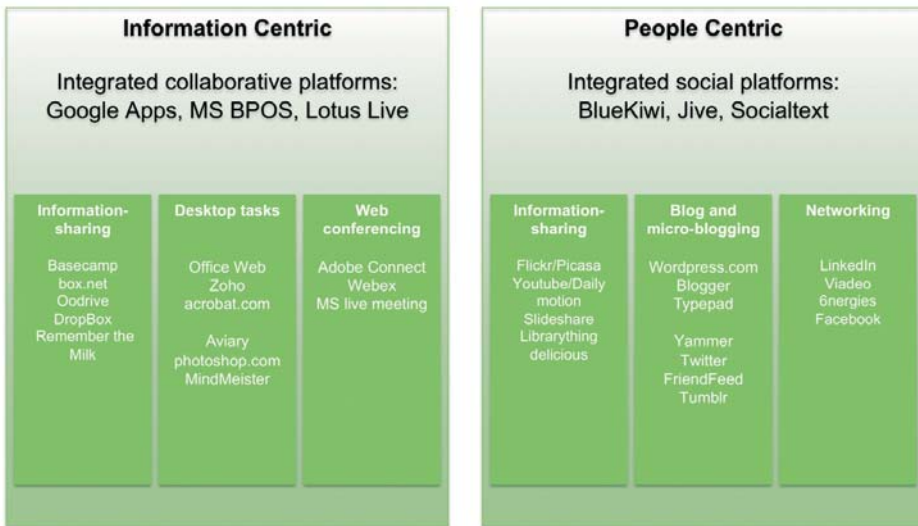 Information Centric
Integrated collaborative platforms:
Google Apps, MS BPOS, Lotus Live
Information-
sharing
Basecamp
box.net
Oodrive
DropBox
Remember the
Milk
Desktop tasks
Office Web
Zoho
acrobat.com
Aviary
photoshop.com
MindMeister
Web
conferencing
Adobe Connect
Webex
MS live meeting
People Centric
Integrated social platforms:
BlueKiwi, Jive, Socialtext
Information-
sharing
Flickr/Picasa
Youtube/Daily
motion
Slideshare
Librarything
delicious
Blog and
micro-blogging
Wordpress.com
Blogger
Typepad
Yammer
Twitter
FriendFeed
Tumblr
Networking
LinkedIn
Viadeo
6nergies
Facebook